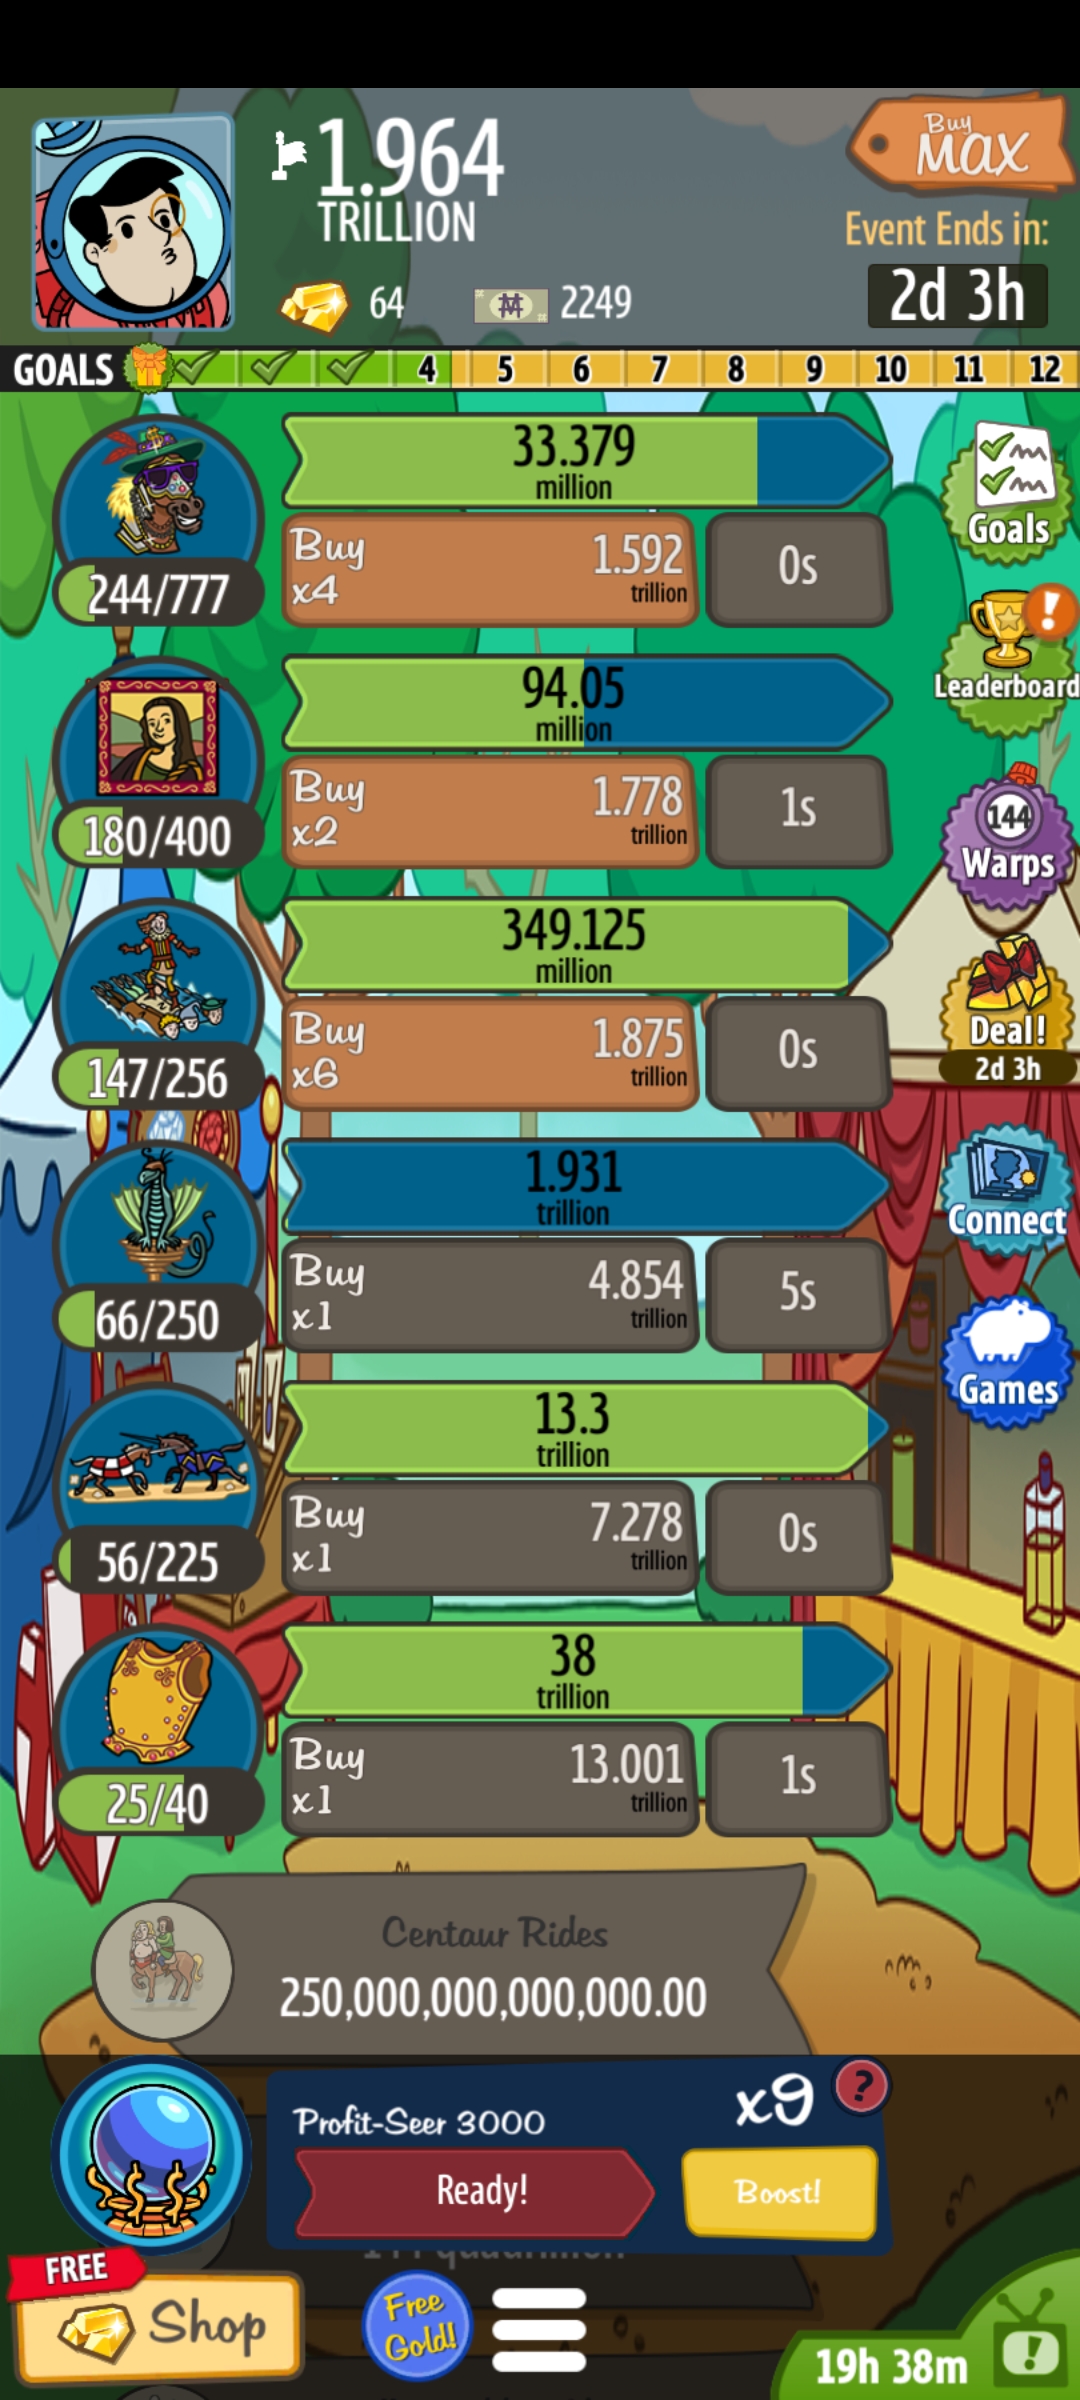 1.964
TRILLION
64
2249
Buy
MAX
Event Ends in:
2d 3h
GOALS 4 5 6 7 8 9 10 11 12
33.379
million
Buy
x4
1.592
trillion
0s
244/777
Goals
94.05
million
Buy
x2
1.778
trillion
1s
180/400
Leaderboard
349.125
million
Buy
x6
1.875
trillion
0s
147/256
144
Warps
Deal!
2d 3h
1.931
trillion
Buy
x1
4.854
trillion
5s
66/250
Connect
13.3
trillion
Buy
x1
7.278
trillion
0s
56/225
Games
38
trillion
Buy
x1
13.001
trillion
1s
25/40
Centaur Rides
250,000,000,000,000.00
Profit-Seer 3000
x9
?
Ready!
Boost!
FREE
Shop
Free
Gold!
19h 38m